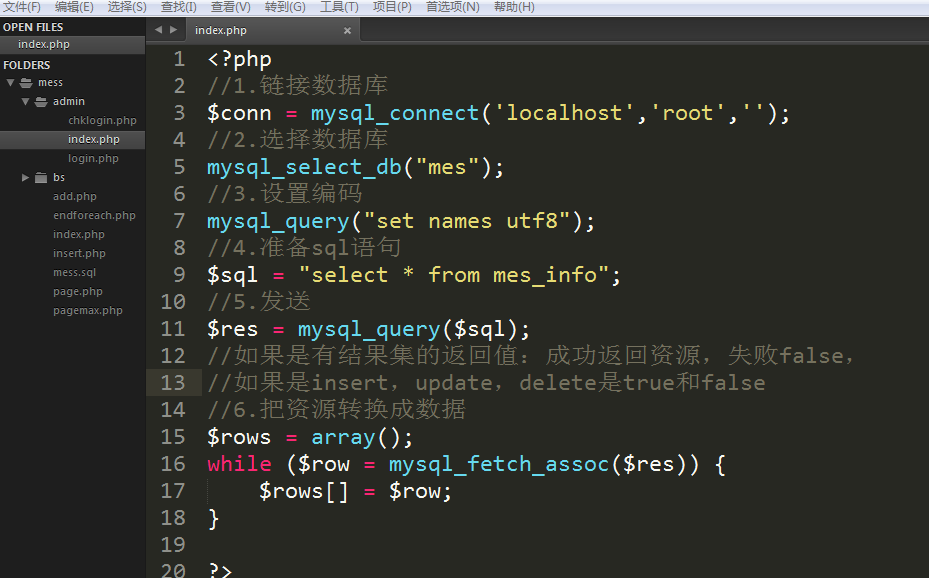 文件(F) 编辑(E) 选择(S) 查找(I) 查看(V) 转到(G) 工具(T) 项目(P) 首选项(N) 帮助(H)
OPEN FILES
index.php
FOLDERS
mess
admin
chklogin.php
index.php
login.php
bs
add.php
endforeach.php
index.php
insert.php
mess.sql
page.php
pagemax.php
index.php ×
1 <?php
2 //1.链接数据库
3 $conn = mysql_connect('localhost','root','');
4 //2.选择数据库
5 mysql_select_db("mes");
6 //3.设置编码
7 mysql_query("set names utf8");
8 //4.准备sql语句
9 $sql = "select * from mes_info";
10 //5.发送
11 $res = mysql_query($sql);
12 //如果是有结果集的返回值：成功返回资源，失败false，
13 //如果是insert，update，delete是true和false
14 //6.把资源转换成数据
15 $rows = array();
16 while ($row = mysql_fetch_assoc($res)) {
17     $rows[] = $row;
18 }
19
20 ?>